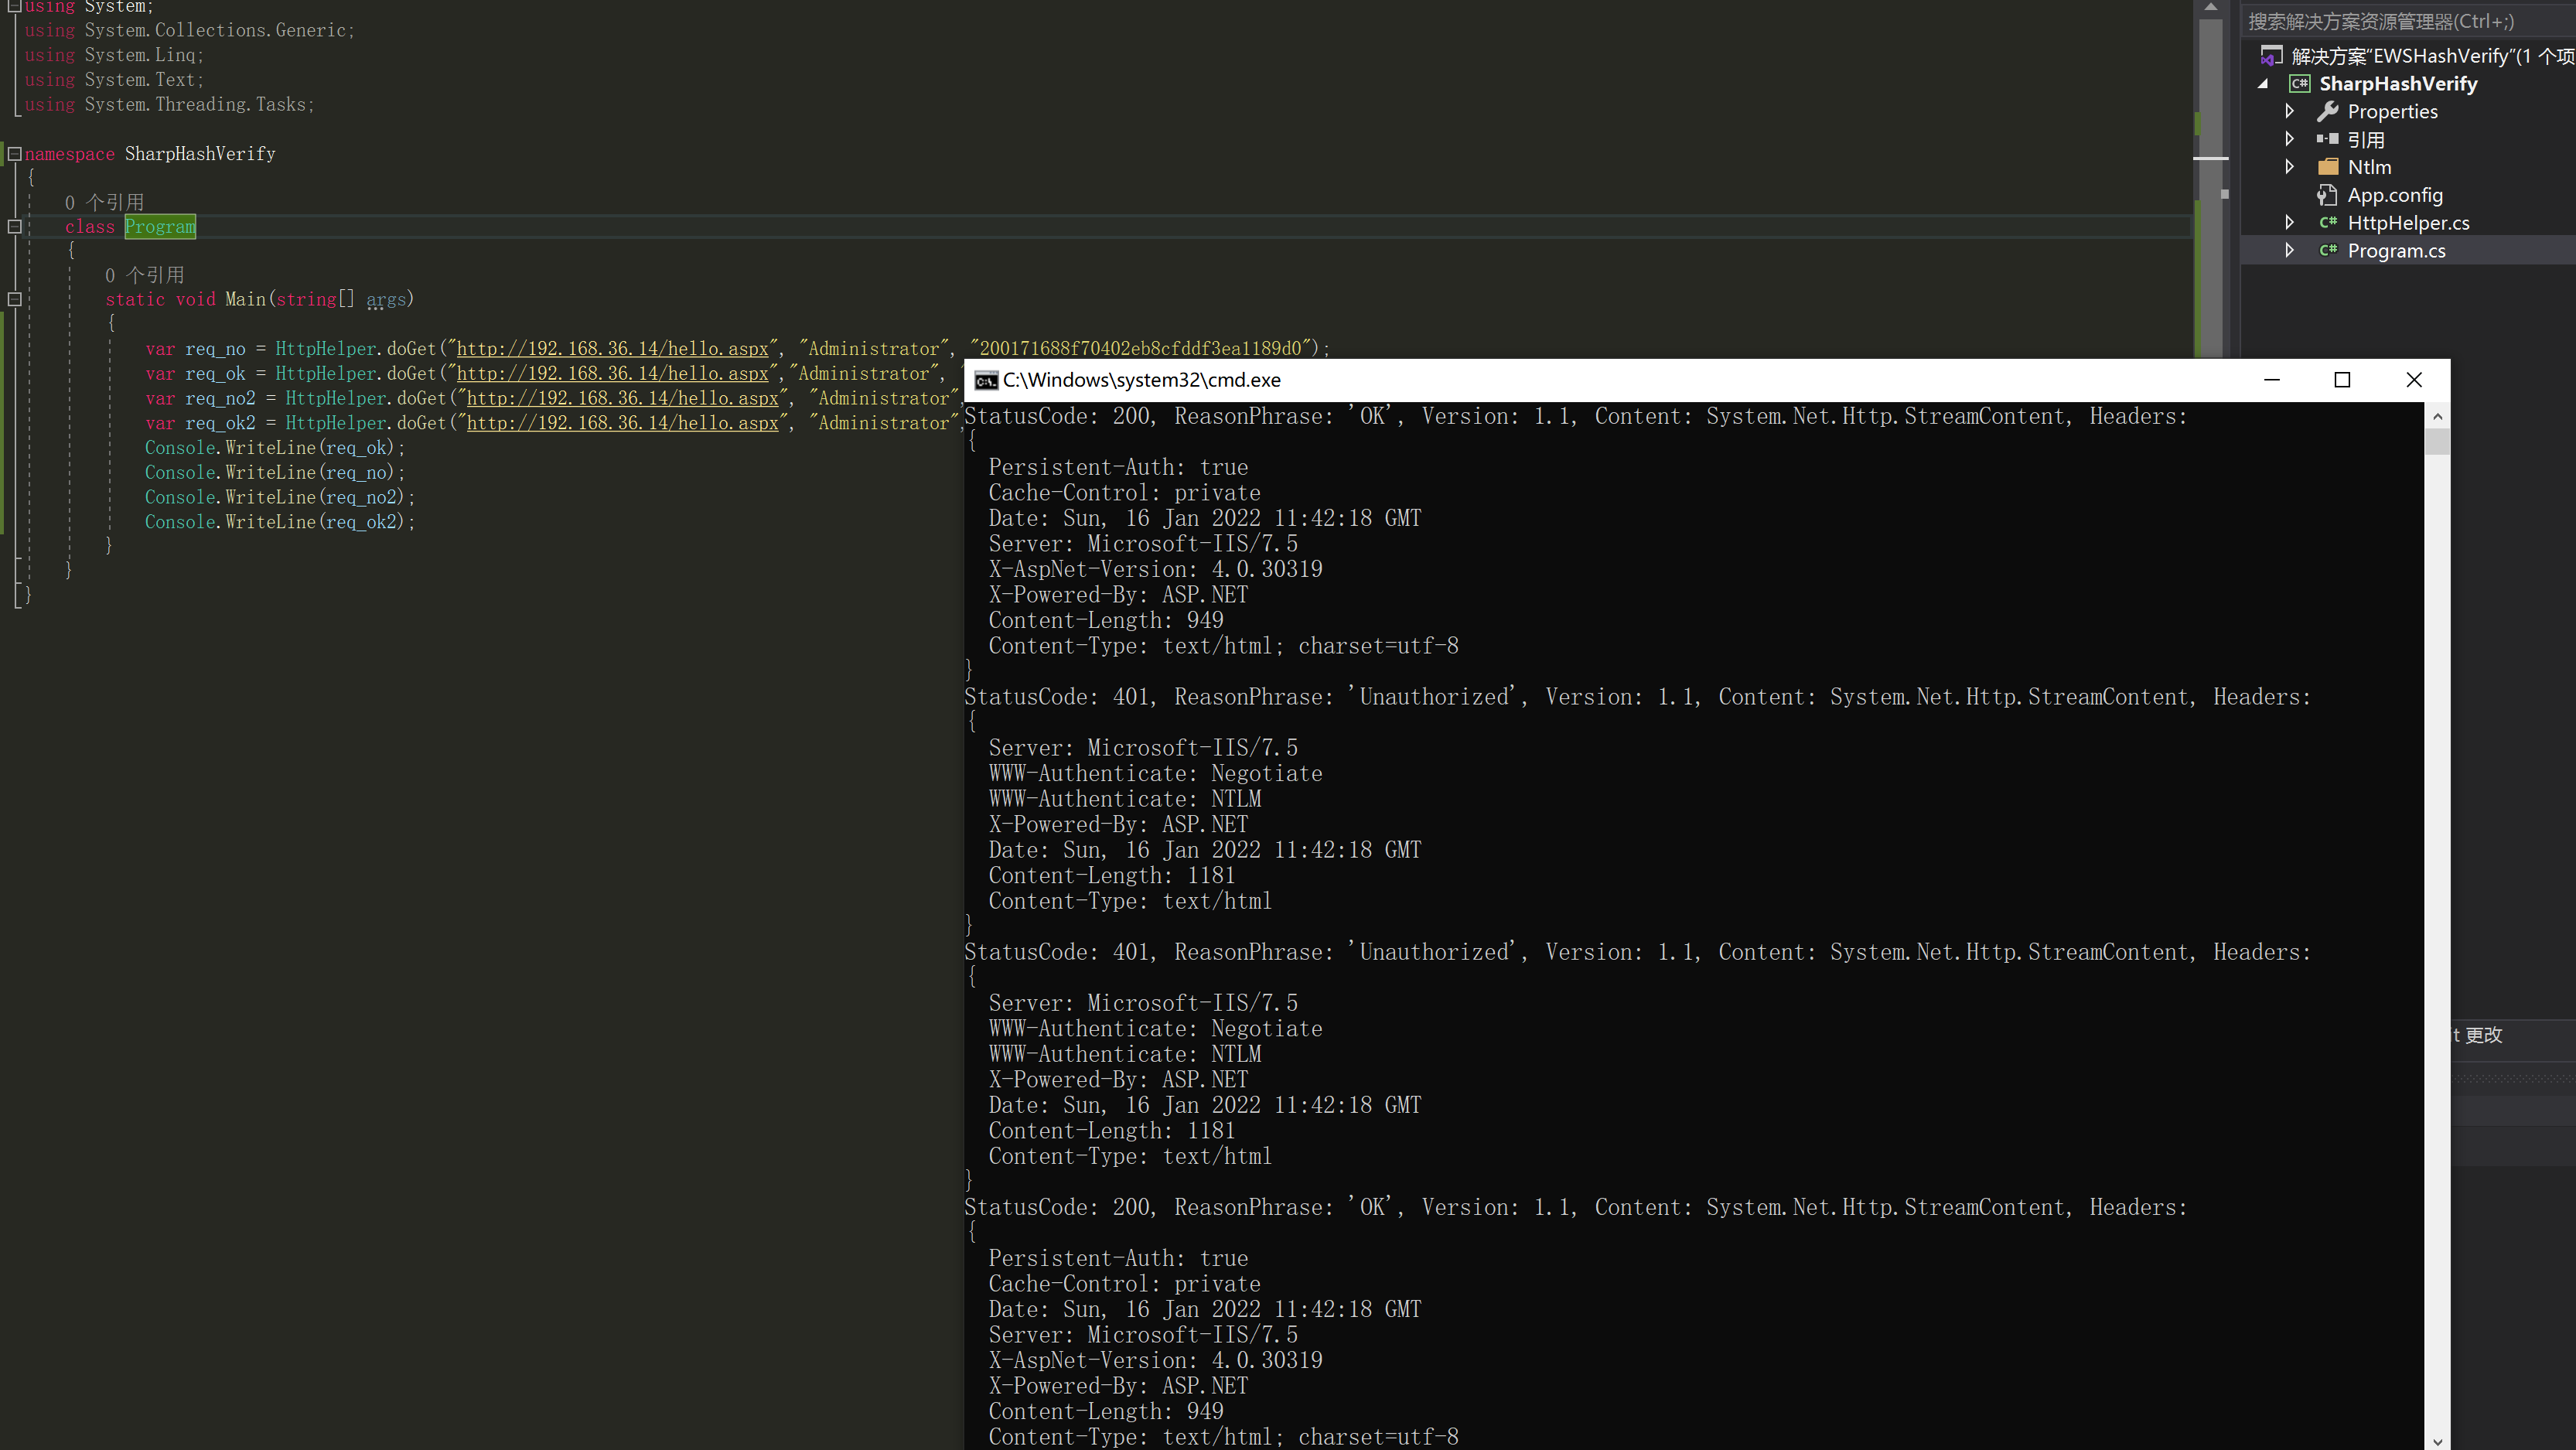 using System;
using System.Collections.Generic;
using System.Linq;
using System.Text;
using System.Threading.Tasks;
namespace SharpHashVerify
{
0 个引用
class Program
{
0 个引用
static void Main(string[] args)
{
var req_no = HttpHelper.doGet("http://192.168.36.14/hello.aspx", "Administrator", "200171688f70402eb8cfddf3ea1189d0");
var req_ok = HttpHelper.doGet("http://192.168.36.14/hello.aspx","Administrator",
var req_no2 = HttpHelper.doGet("http://192.168.36.14/hello.aspx", "Administrator",
var req_ok2 = HttpHelper.doGet("http://192.168.36.14/hello.aspx", "Administrator",
Console.WriteLine(req_ok);
Console.WriteLine(req_no);
Console.WriteLine(req_no2);
Console.WriteLine(req_ok2);
}
}
}
C:\Windows\system32\cmd.exe
StatusCode: 200, ReasonPhrase: 'OK', Version: 1.1, Content: System.Net.Http.StreamContent, Headers:
{
Persistent-Auth: true
Cache-Control: private
Date: Sun, 16 Jan 2022 11:42:18 GMT
Server: Microsoft-IIS/7.5
X-AspNet-Version: 4.0.30319
X-Powered-By: ASP.NET
Content-Length: 949
Content-Type: text/html; charset=utf-8
}
StatusCode: 401, ReasonPhrase: 'Unauthorized', Version: 1.1, Content: System.Net.Http.StreamContent, Headers:
{
Server: Microsoft-IIS/7.5
WWW-Authenticate: Negotiate
WWW-Authenticate: NTLM
X-Powered-By: ASP.NET
Date: Sun, 16 Jan 2022 11:42:18 GMT
Content-Length: 1181
Content-Type: text/html
}
StatusCode: 401, ReasonPhrase: 'Unauthorized', Version: 1.1, Content: System.Net.Http.StreamContent, Headers:
{
Server: Microsoft-IIS/7.5
WWW-Authenticate: Negotiate
WWW-Authenticate: NTLM
X-Powered-By: ASP.NET
Date: Sun, 16 Jan 2022 11:42:18 GMT
Content-Length: 1181
Content-Type: text/html
}
StatusCode: 200, ReasonPhrase: 'OK', Version: 1.1, Content: System.Net.Http.StreamContent, Headers:
{
Persistent-Auth: true
Cache-Control: private
Date: Sun, 16 Jan 2022 11:42:18 GMT
Server: Microsoft-IIS/7.5
X-AspNet-Version: 4.0.30319
X-Powered-By: ASP.NET
Content-Length: 949
Content-Type: text/html; charset=utf-8
搜索解决方案资源管理器(Ctrl+;)
解决方案"EWSHashVerify"(1 个项
C# SharpHashVerify
Properties
引用
Ntlm
App.config
C# HttpHelper.cs
C# Program.cs
it 更改